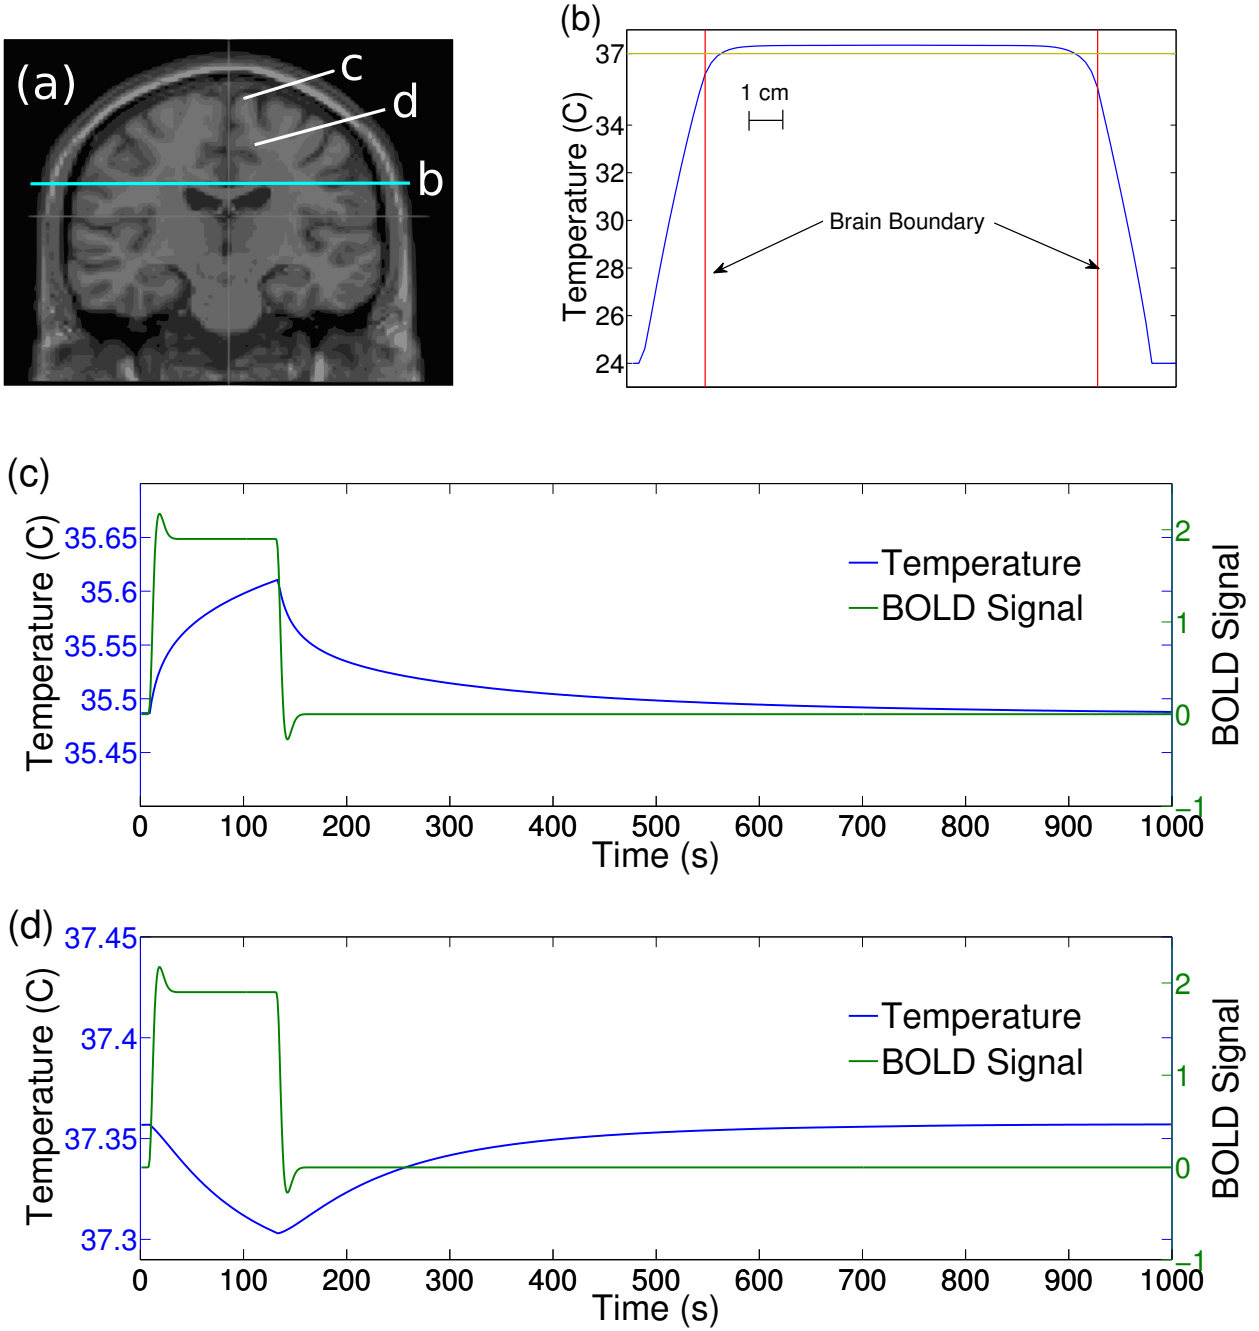 (a)
c
d
b
(b)
Temperature (C)
37
34
32
30
28
26
24
1 cm
Brain Boundary
(c)
Temperature (C)
35.65
35.6
35.55
35.5
35.45
Temperature
BOLD Signal
2
1
0
−1
BOLD Signal
0 100 200 300 400 500 600 700 800 900 1000
Time (s)
(d)
Temperature (C)
37.45
37.4
37.35
37.3
Temperature
BOLD Signal
2
1
0
−1
BOLD Signal
0 100 200 300 400 500 600 700 800 900 1000
Time (s)